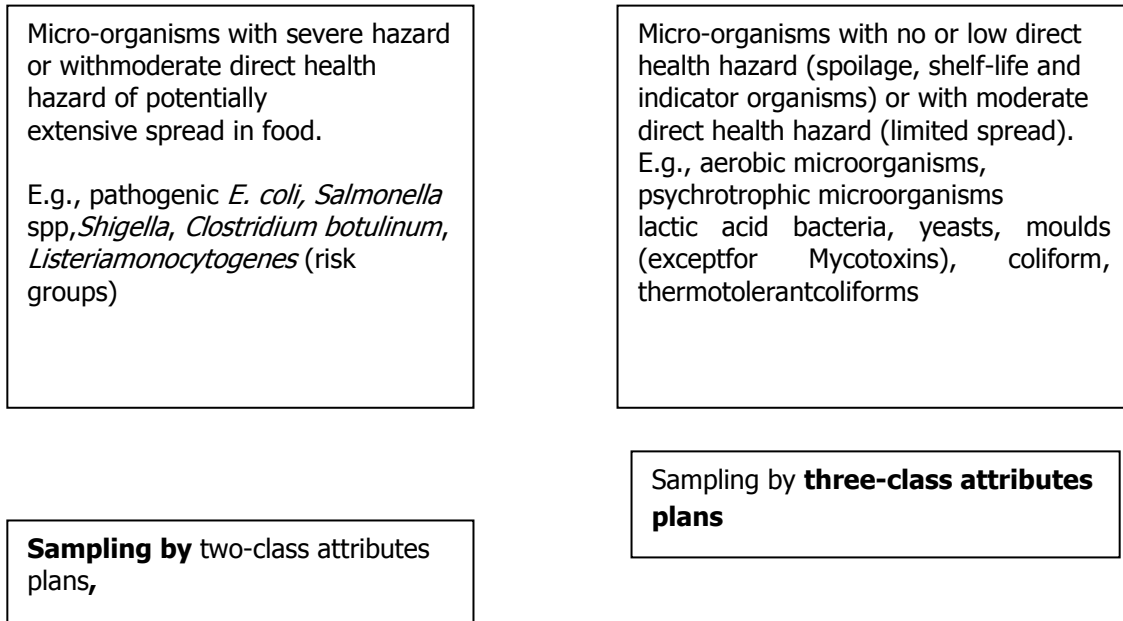 Micro-organisms with severe hazard
or withmoderate direct health
hazard of potentially
extensive spread in food.
E.g., pathogenic E. coli, Salmonella
spp,Shigella, Clostridium botulinum,
Listeriamonocytogenes (risk
groups)
Micro-organisms with no or low direct
health hazard (spoilage, shelf-life and
indicator organisms) or with moderate
direct health hazard (limited spread).
E.g., aerobic microorganisms,
psychrotrophic microorganisms
lactic acid bacteria, yeasts, moulds
(exceptfor Mycotoxins), coliform,
thermotolerantcoliforms
Sampling by three-class attributes
plans
Sampling by two-class attributes
plans,